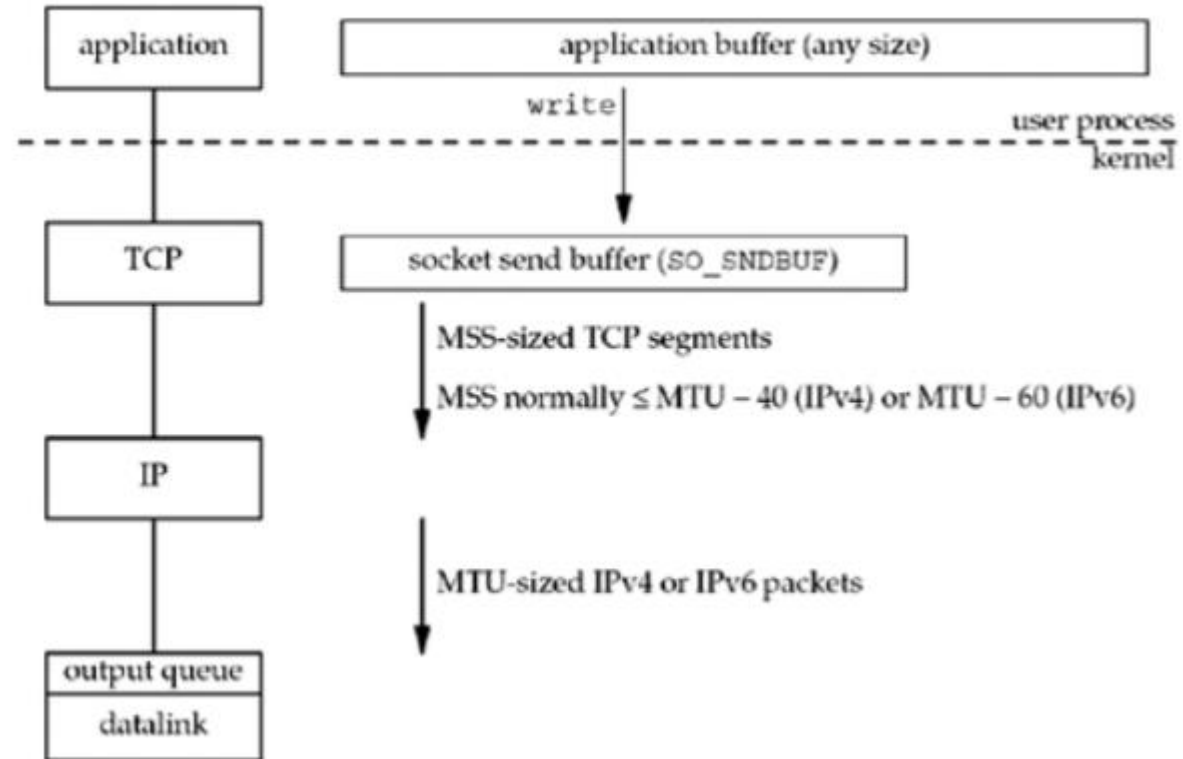 application
application buffer (any size)
write
user process
kernel
TCP
socket send buffer (SO_SNDBUF)
MSS-sized TCP segments
MSS normally ≤ MTU – 40 (IPv4) or MTU – 60 (IPv6)
IP
MTU-sized IPv4 or IPv6 packets
output queue
datalink